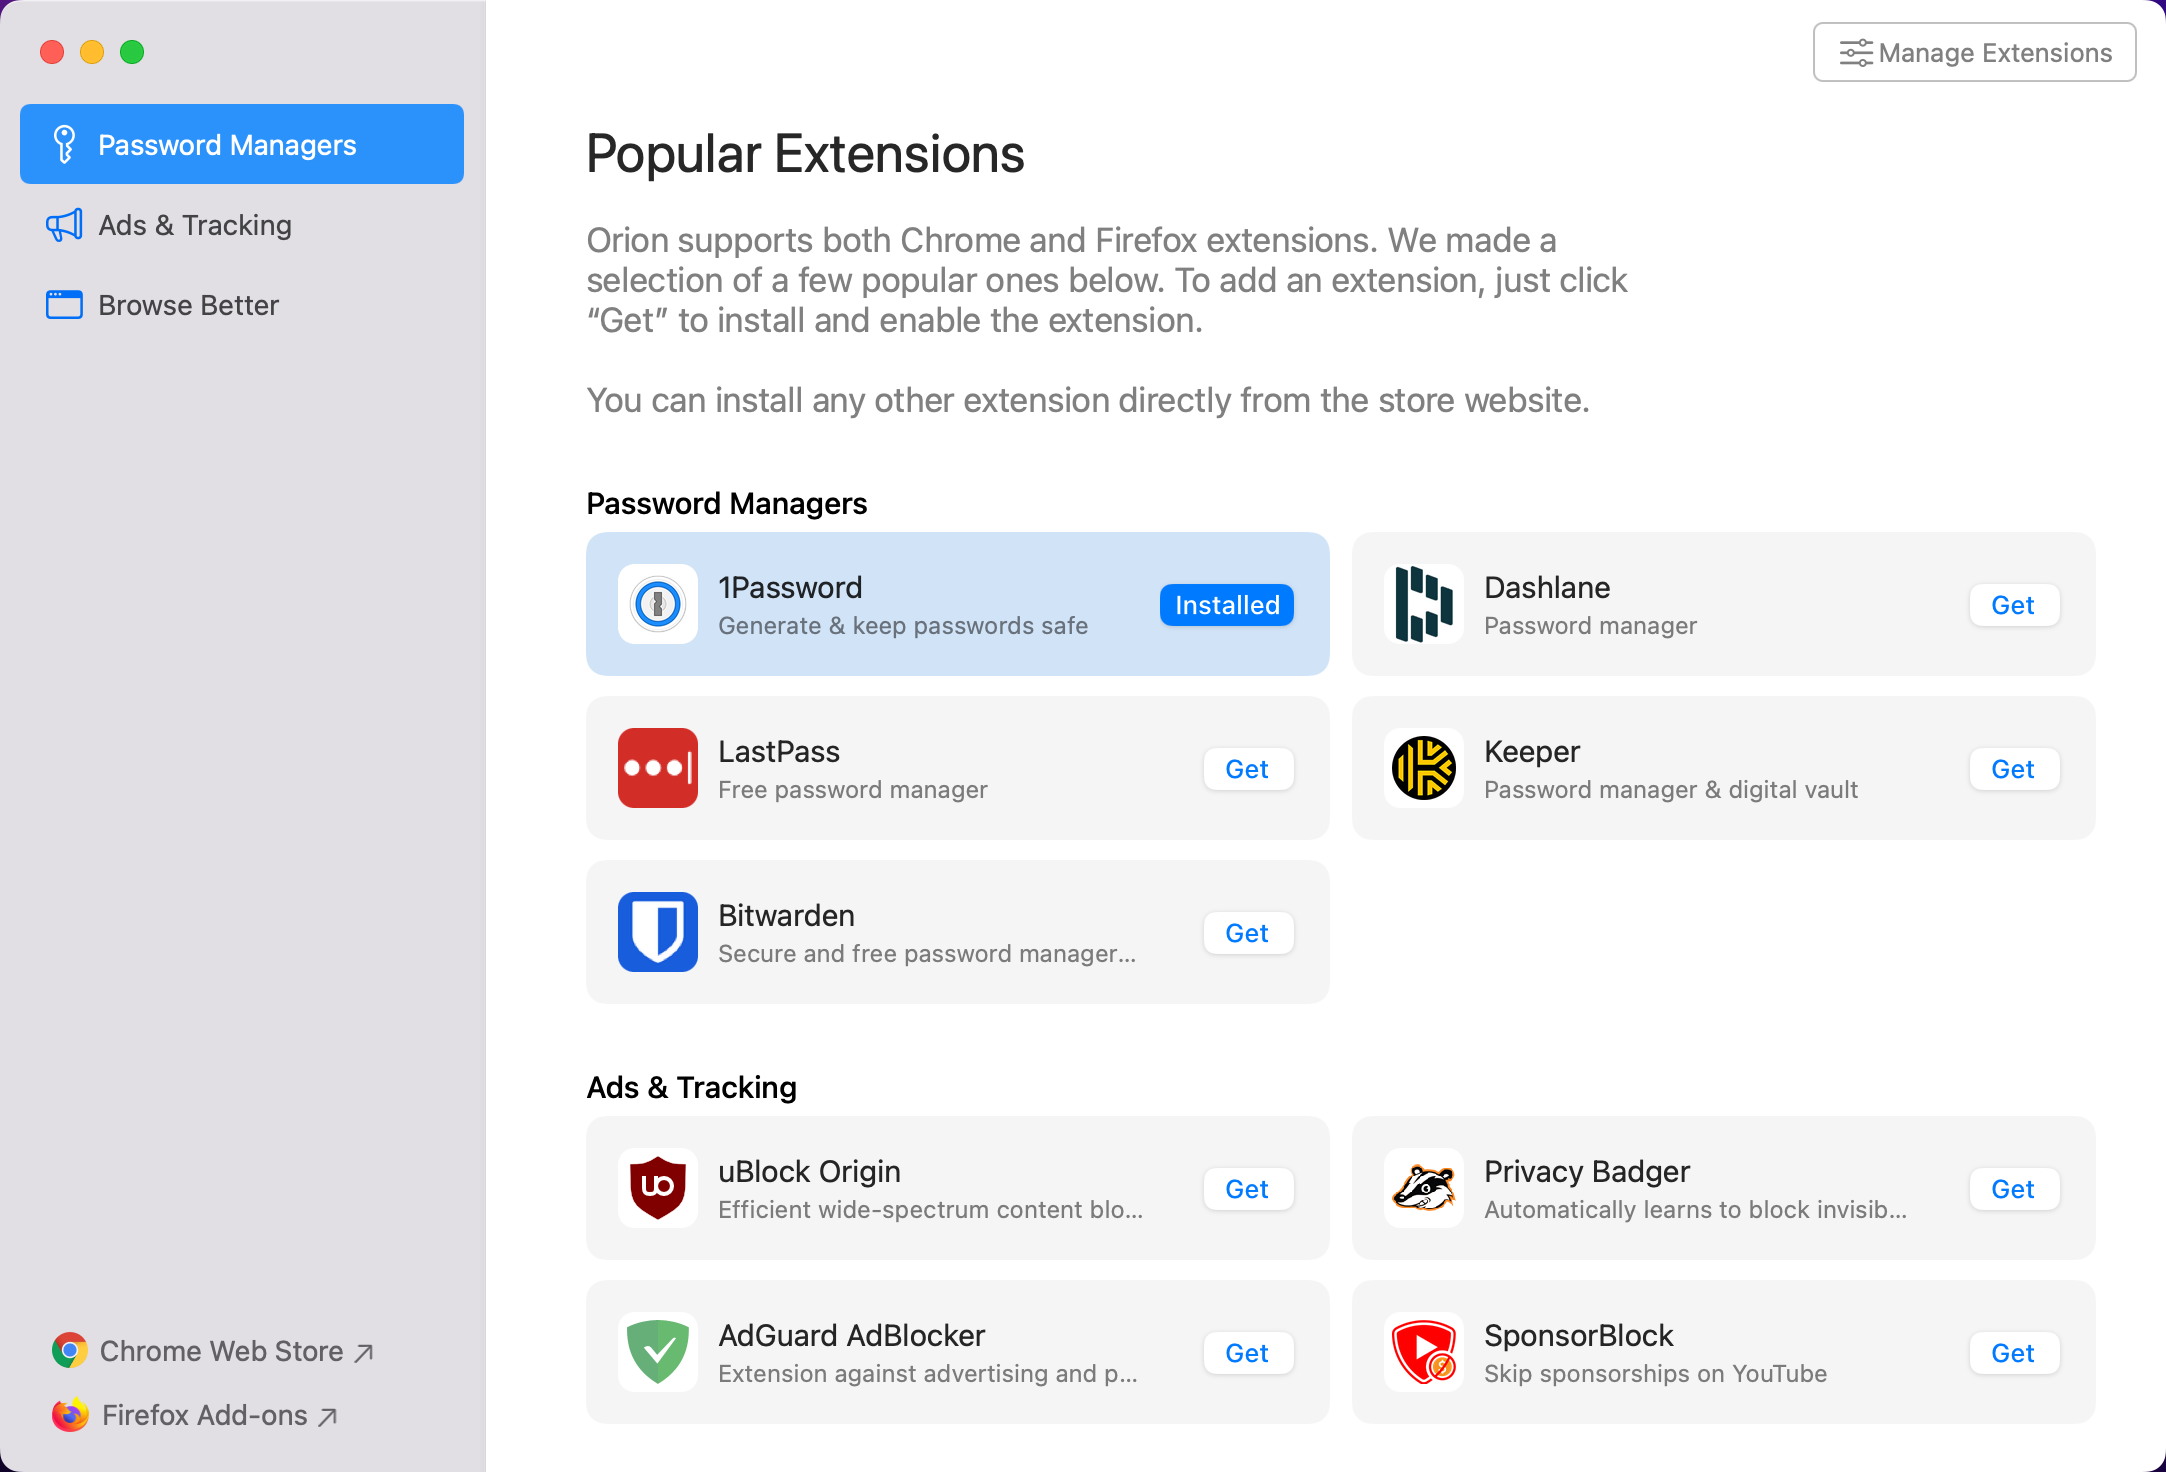 Manage Extensions
Password Managers
Ads & Tracking
Browse Better
Popular Extensions
Orion supports both Chrome and Firefox extensions. We made a
selection of a few popular ones below. To add an extension, just click
“Get” to install and enable the extension.
You can install any other extension directly from the store website.
Password Managers
1Password
Generate & keep passwords safe
Installed
Dashlane
Password manager
Get
LastPass
Free password manager
Get
Keeper
Password manager & digital vault
Get
Bitwarden
Secure and free password manager...
Get
Ads & Tracking
uBlock Origin
Efficient wide-spectrum content blo...
Get
Privacy Badger
Automatically learns to block invisib...
Get
AdGuard AdBlocker
Extension against advertising and p...
Get
SponsorBlock
Skip sponsorships on YouTube
Get
Chrome Web Store
Firefox Add-ons